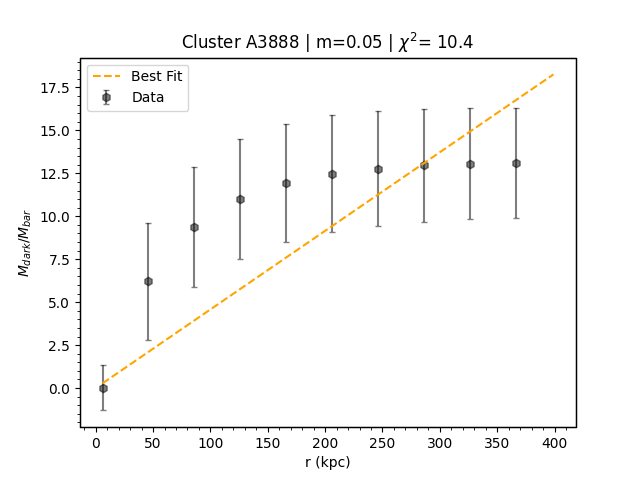 Cluster A3888 | m=0.05 | χ²= 10.4
Best Fit
Data
M_dark/M_bar
17.5
15.0
12.5
10.0
7.5
5.0
2.5
0.0
0 50 100 150 200 250 300 350 400
r (kpc)